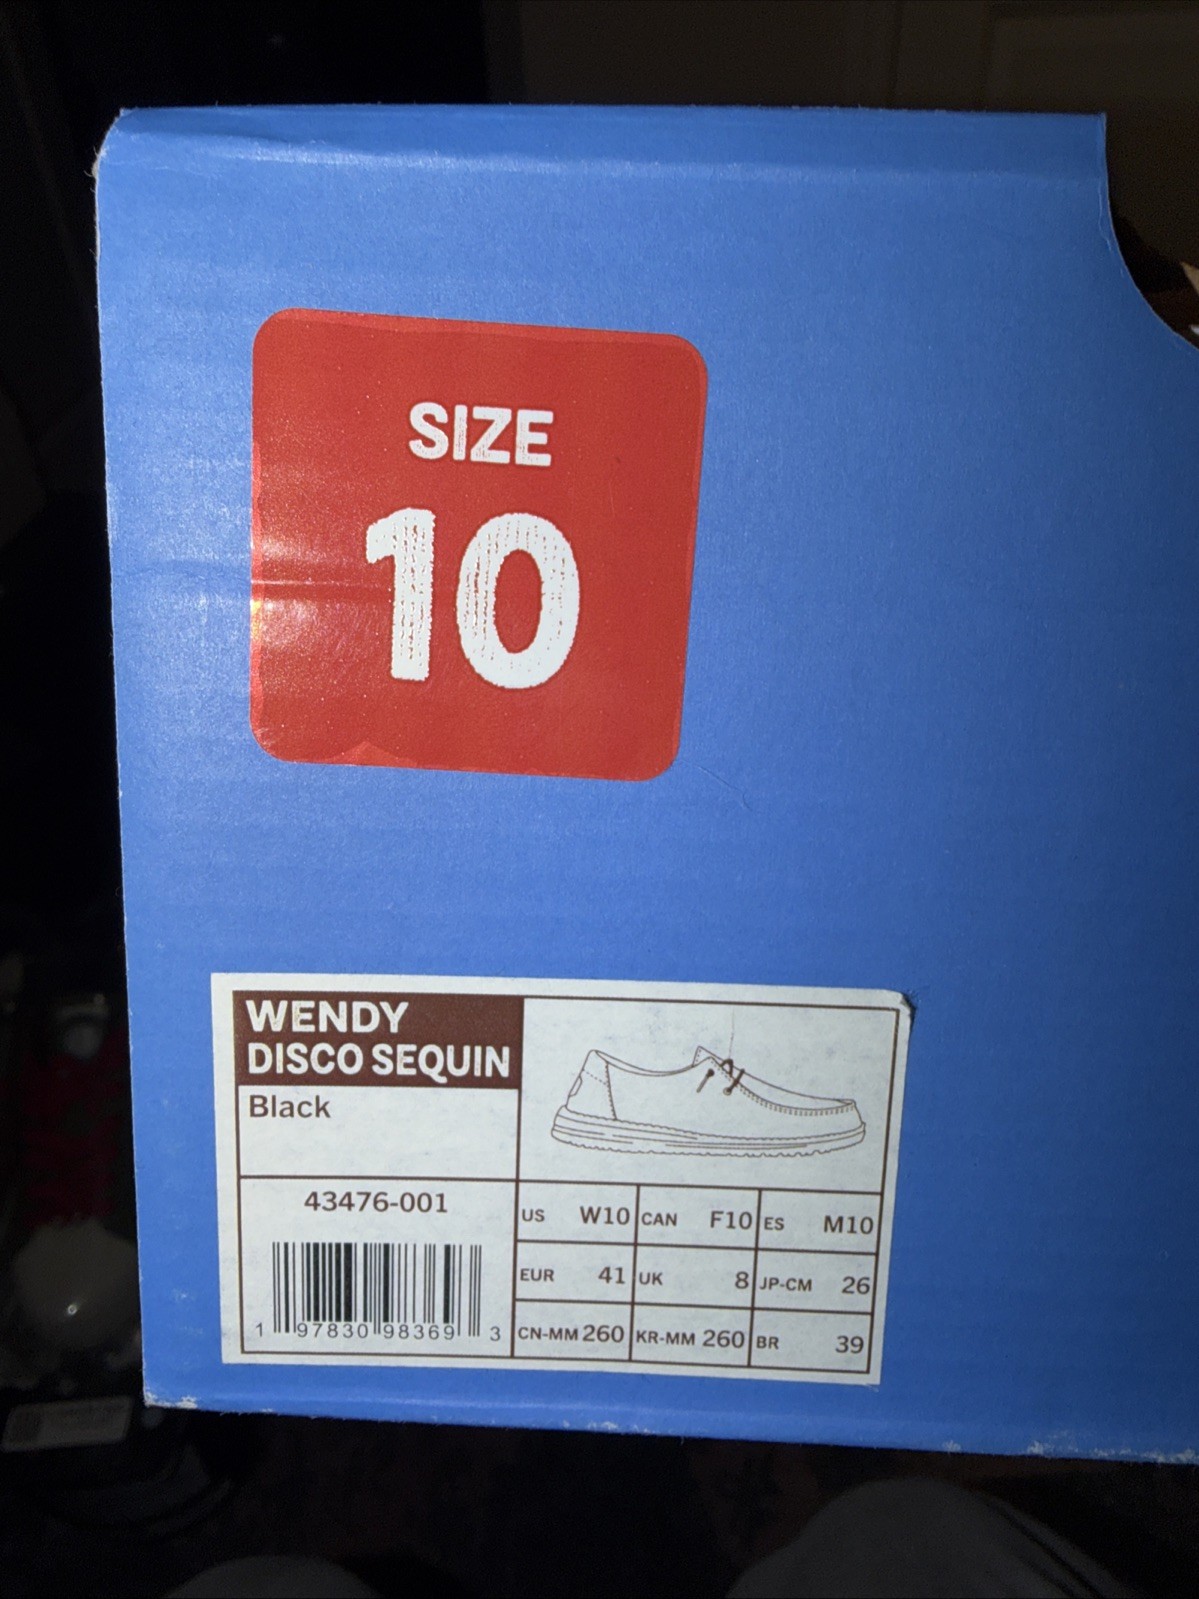 SIZE
10
WENDY
DISCO SEQUIN
Black
43476-001
1 97830 98369 3
US W10 CAN F10 ES M10
EUR 41 UK 8 JP-CM 26
CN-MM 260 KR-MM 260 BR 39